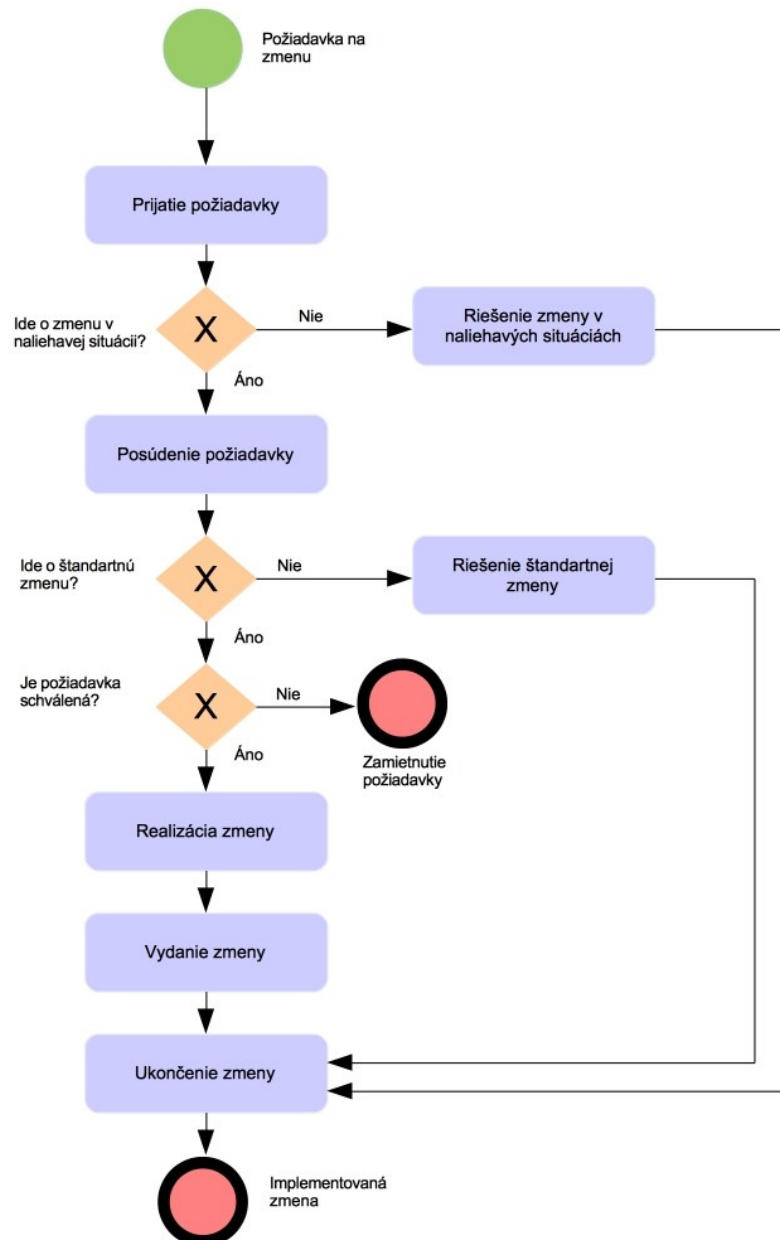 Požiadavka na
zmenu
Prijatie požiadavky
Ide o zmenu v
naliehavej situácii?
X
Nie
Riešenie zmeny v
naliehavých situáciách
Áno
Posúdenie požiadavky
Ide o štandartnú
zmenu?
X
Nie
Riešenie štandartnej
zmeny
Áno
Je požiadavka
schválená?
X
Nie
Zamietnutie
požiadavky
Áno
Realizácia zmeny
Vydanie zmeny
Ukončenie zmeny
Implementovaná
zmena